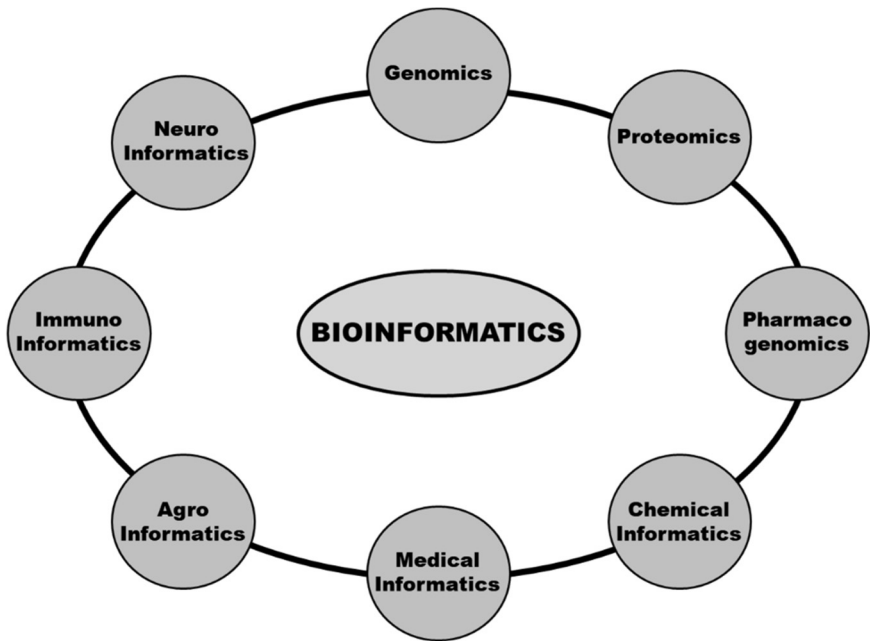 Genomics
Neuro
Informatics
Proteomics
Immuno
Informatics
BIOINFORMATICS
Pharmaco
genomics
Agro
Informatics
Chemical
Informatics
Medical
Informatics